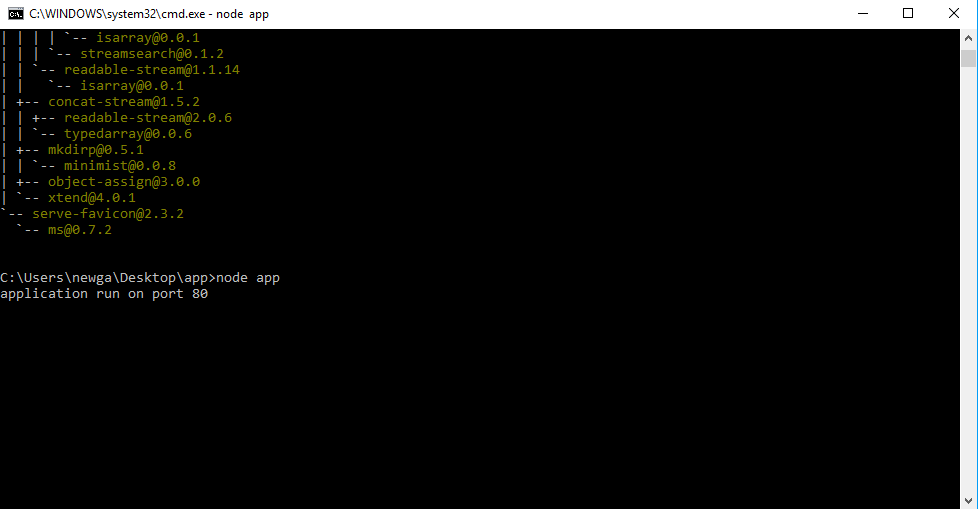 C:\WINDOWS\system32\cmd.exe - node  app
| | | | `-- isarray@0.0.1
| | | `-- streamsearch@0.1.2
| | `-- readable-stream@1.1.14
| |   `-- isarray@0.0.1
| +-- concat-stream@1.5.2
| | +-- readable-stream@2.0.6
| | `-- typedarray@0.0.6
| +-- mkdirp@0.5.1
| | `-- minimist@0.0.8
| +-- object-assign@3.0.0
| `-- xtend@4.0.1
`-- serve-favicon@2.3.2
  `-- ms@0.7.2
C:\Users\newga\Desktop\app>node app
application run on port 80